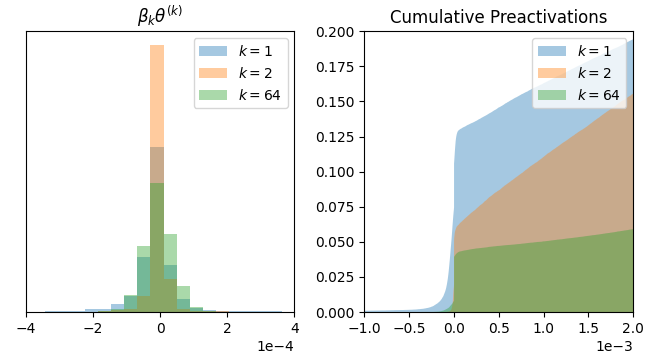 β_kθ^(k)
k = 1
k = 2
k = 64
−4
−2
0
2
4
1e−4
Cumulative Preactivations
k = 1
k = 2
k = 64
0.200
0.175
0.150
0.125
0.100
0.075
0.050
0.025
0.000
−1.0
−0.5
0.0
0.5
1.0
1.5
2.0
1e−3